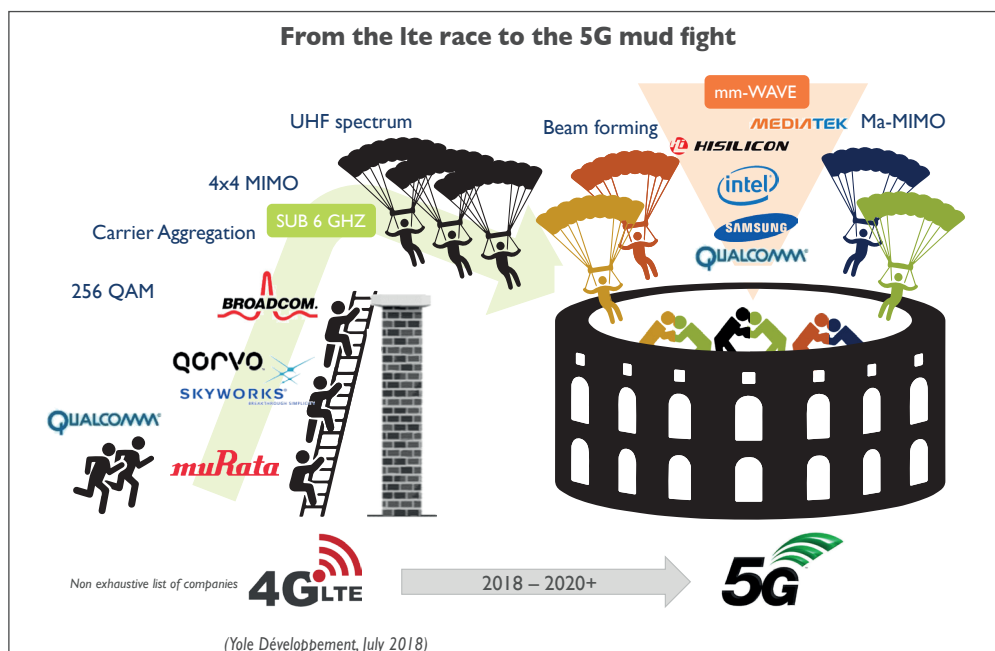 From the lte race to the 5G mud fight
mm-WAVE
UHF spectrum
Beam forming
MEDIATEK
Ma-MIMO
HISILICON
4x4 MIMO
intel
SUB 6 GHZ
SAMSUNG
Carrier Aggregation
QUALCOMM®
256 QAM
BROADCOM.
QORVO
SKYWORKS®
BREAKTHROUGH SIMPLICITY
QUALCOMM®
muRata
Non exhaustive list of companies
4G LTE
2018 – 2020+
5G
(Yole Développement, July 2018)